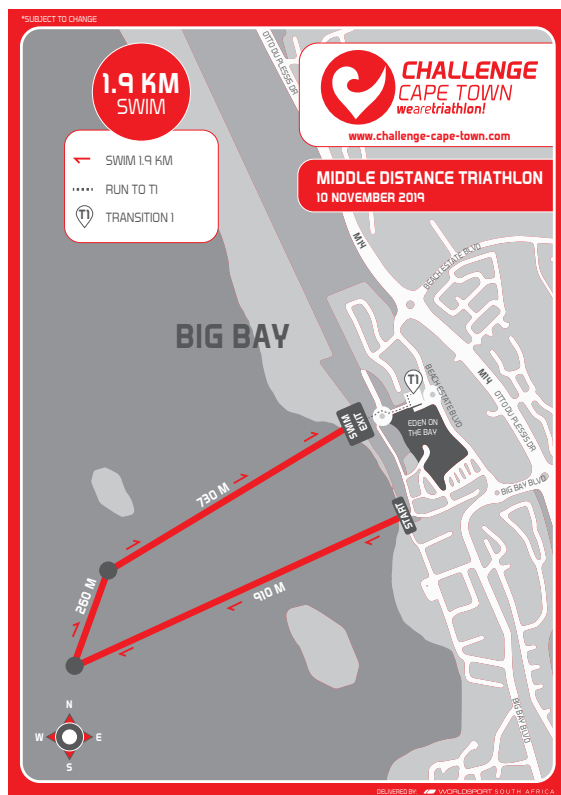 *SUBJECT TO CHANGE
1.9 KM
SWIM
SWIM 1.9 KM
RUN TO T1
T1
TRANSITION 1
CHALLENGE
CAPE TOWN
wearetriathlon!
www.challenge-cape-town.com
MIDDLE DISTANCE TRIATHLON
10 NOVEMBER 2019
OTTO DU PLESSIS DR
M14
BEACH ESTATE BLVD
BIG BAY
T1
BEACH ESTATE BLVD
M14
OTTO DU PLESSIS DR
SWIM
EXIT
EDEN ON
THE BAY
BIG BAY BLVD
START
730 M
910 M
260 M
BIG BAY BLVD
N
W
E
S
DELIVERED BY: WORLDSPORT SOUTH AFRICA